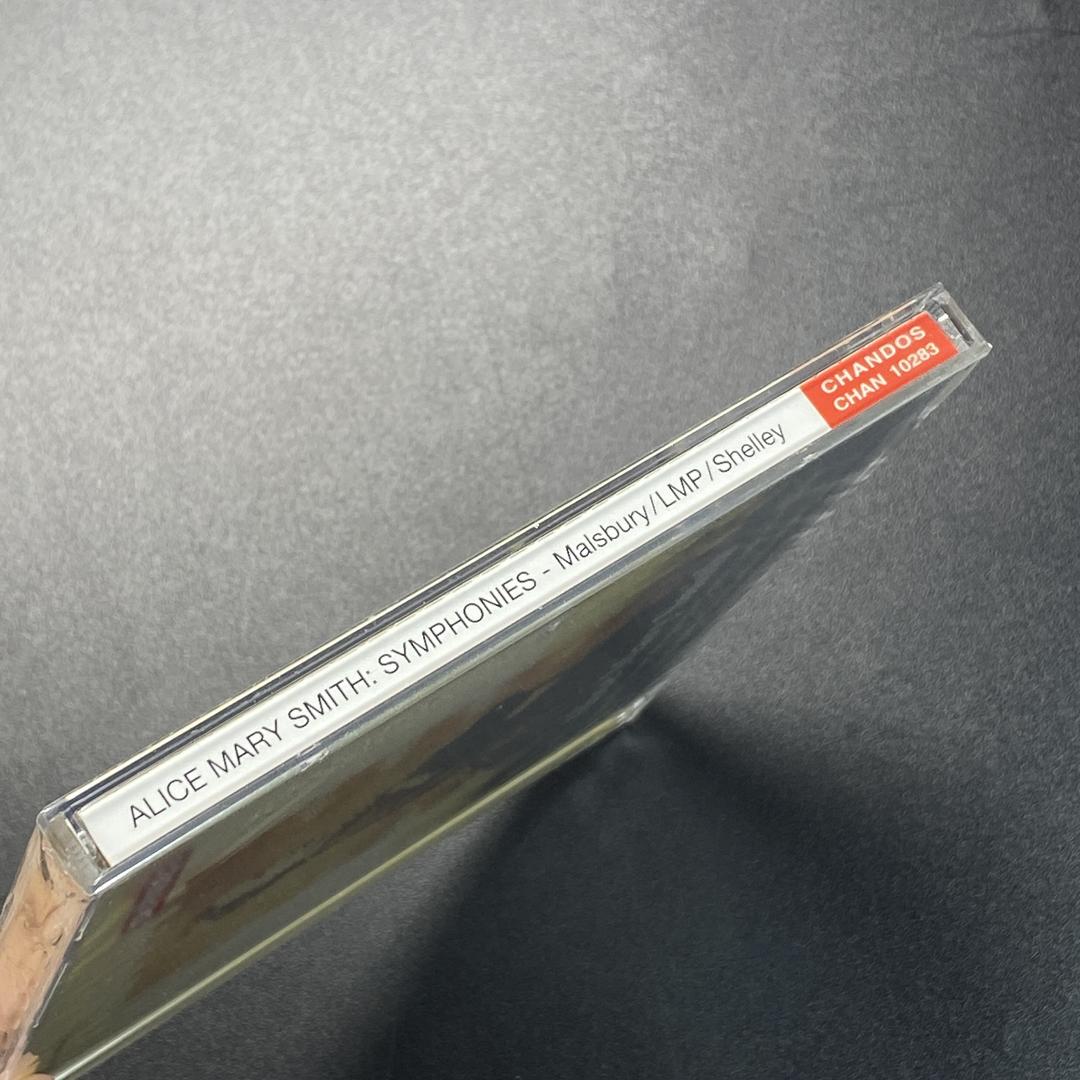 ALICE MARY SMITH: SYMPHONIES - Malsbury/LMP/Shelley
CHANDOS
CHAN 10283